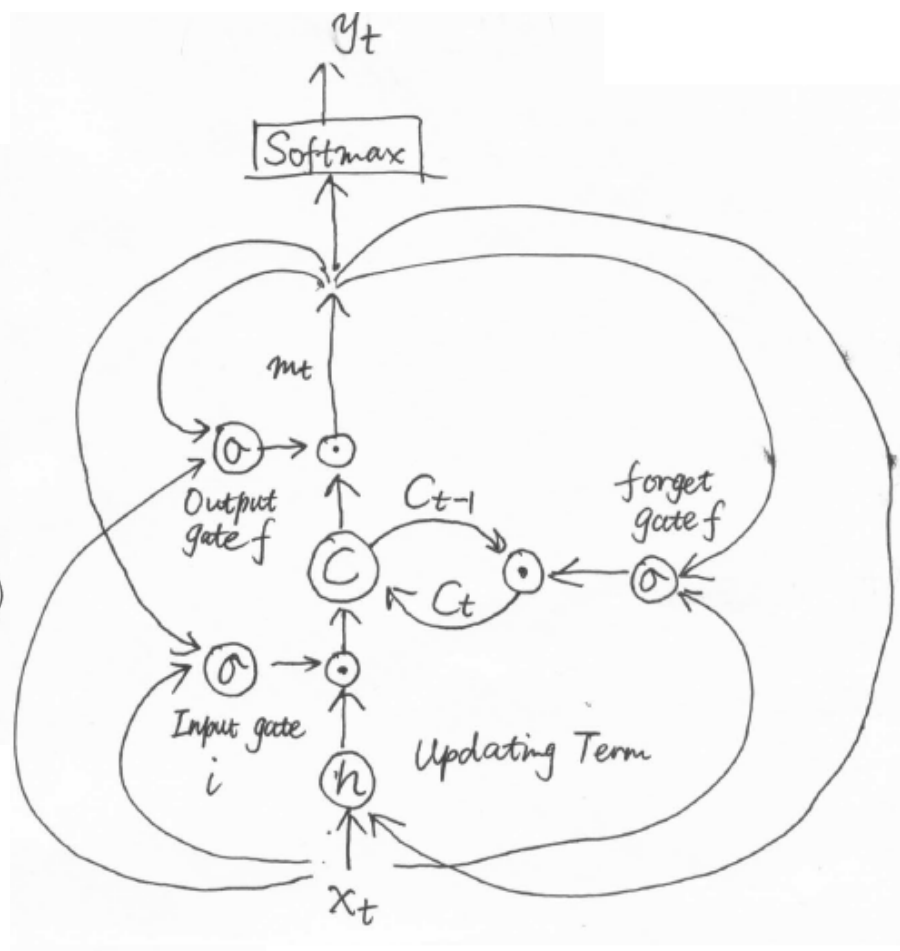 yt
Softmax
mt
σ
Output
gate f
Ct-1
forget
gate f
C
σ
Ct
σ
Input gate
i
Updating Term
h
xt